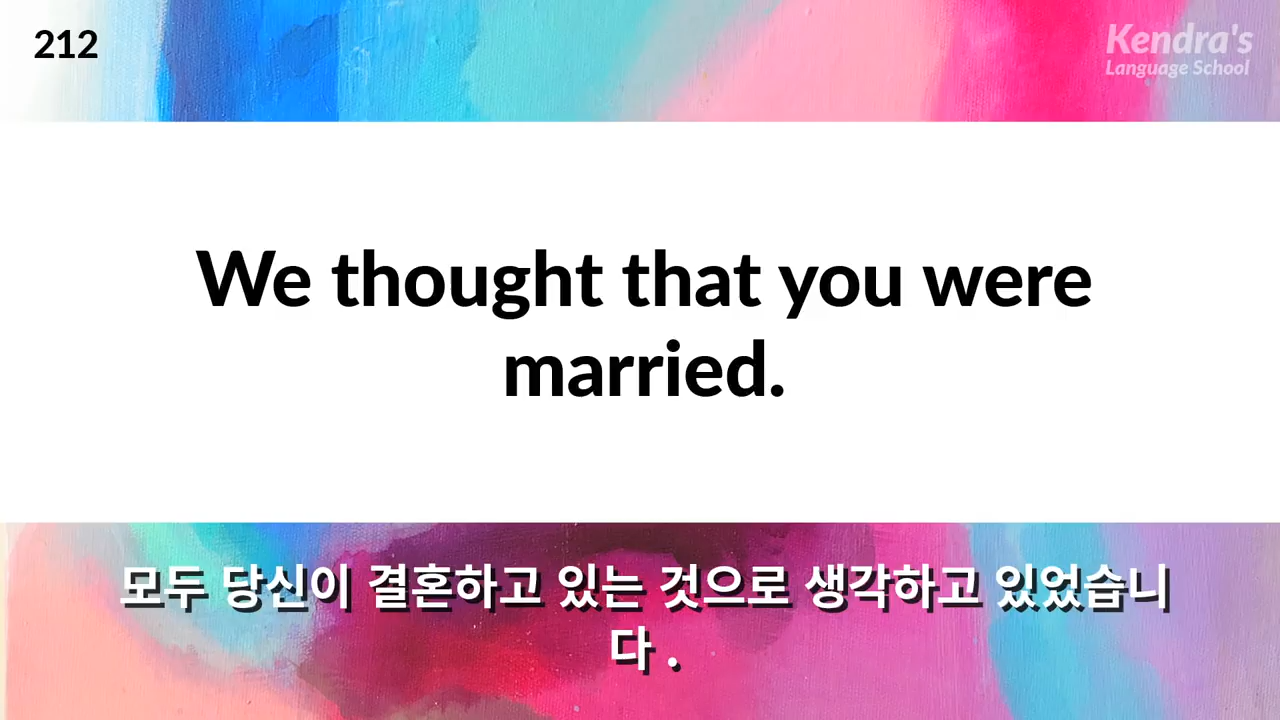 212
Kendra's
Language School
We thought that you were
married.
모두 당신이 결혼하고 있는 것으로 생각하고 있었습니
다 .